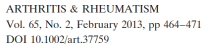 ARTHRITIS & RHEUMATISM
Vol. 65, No. 2, February 2013, pp 464–471
DOI 10.1002/art.37759